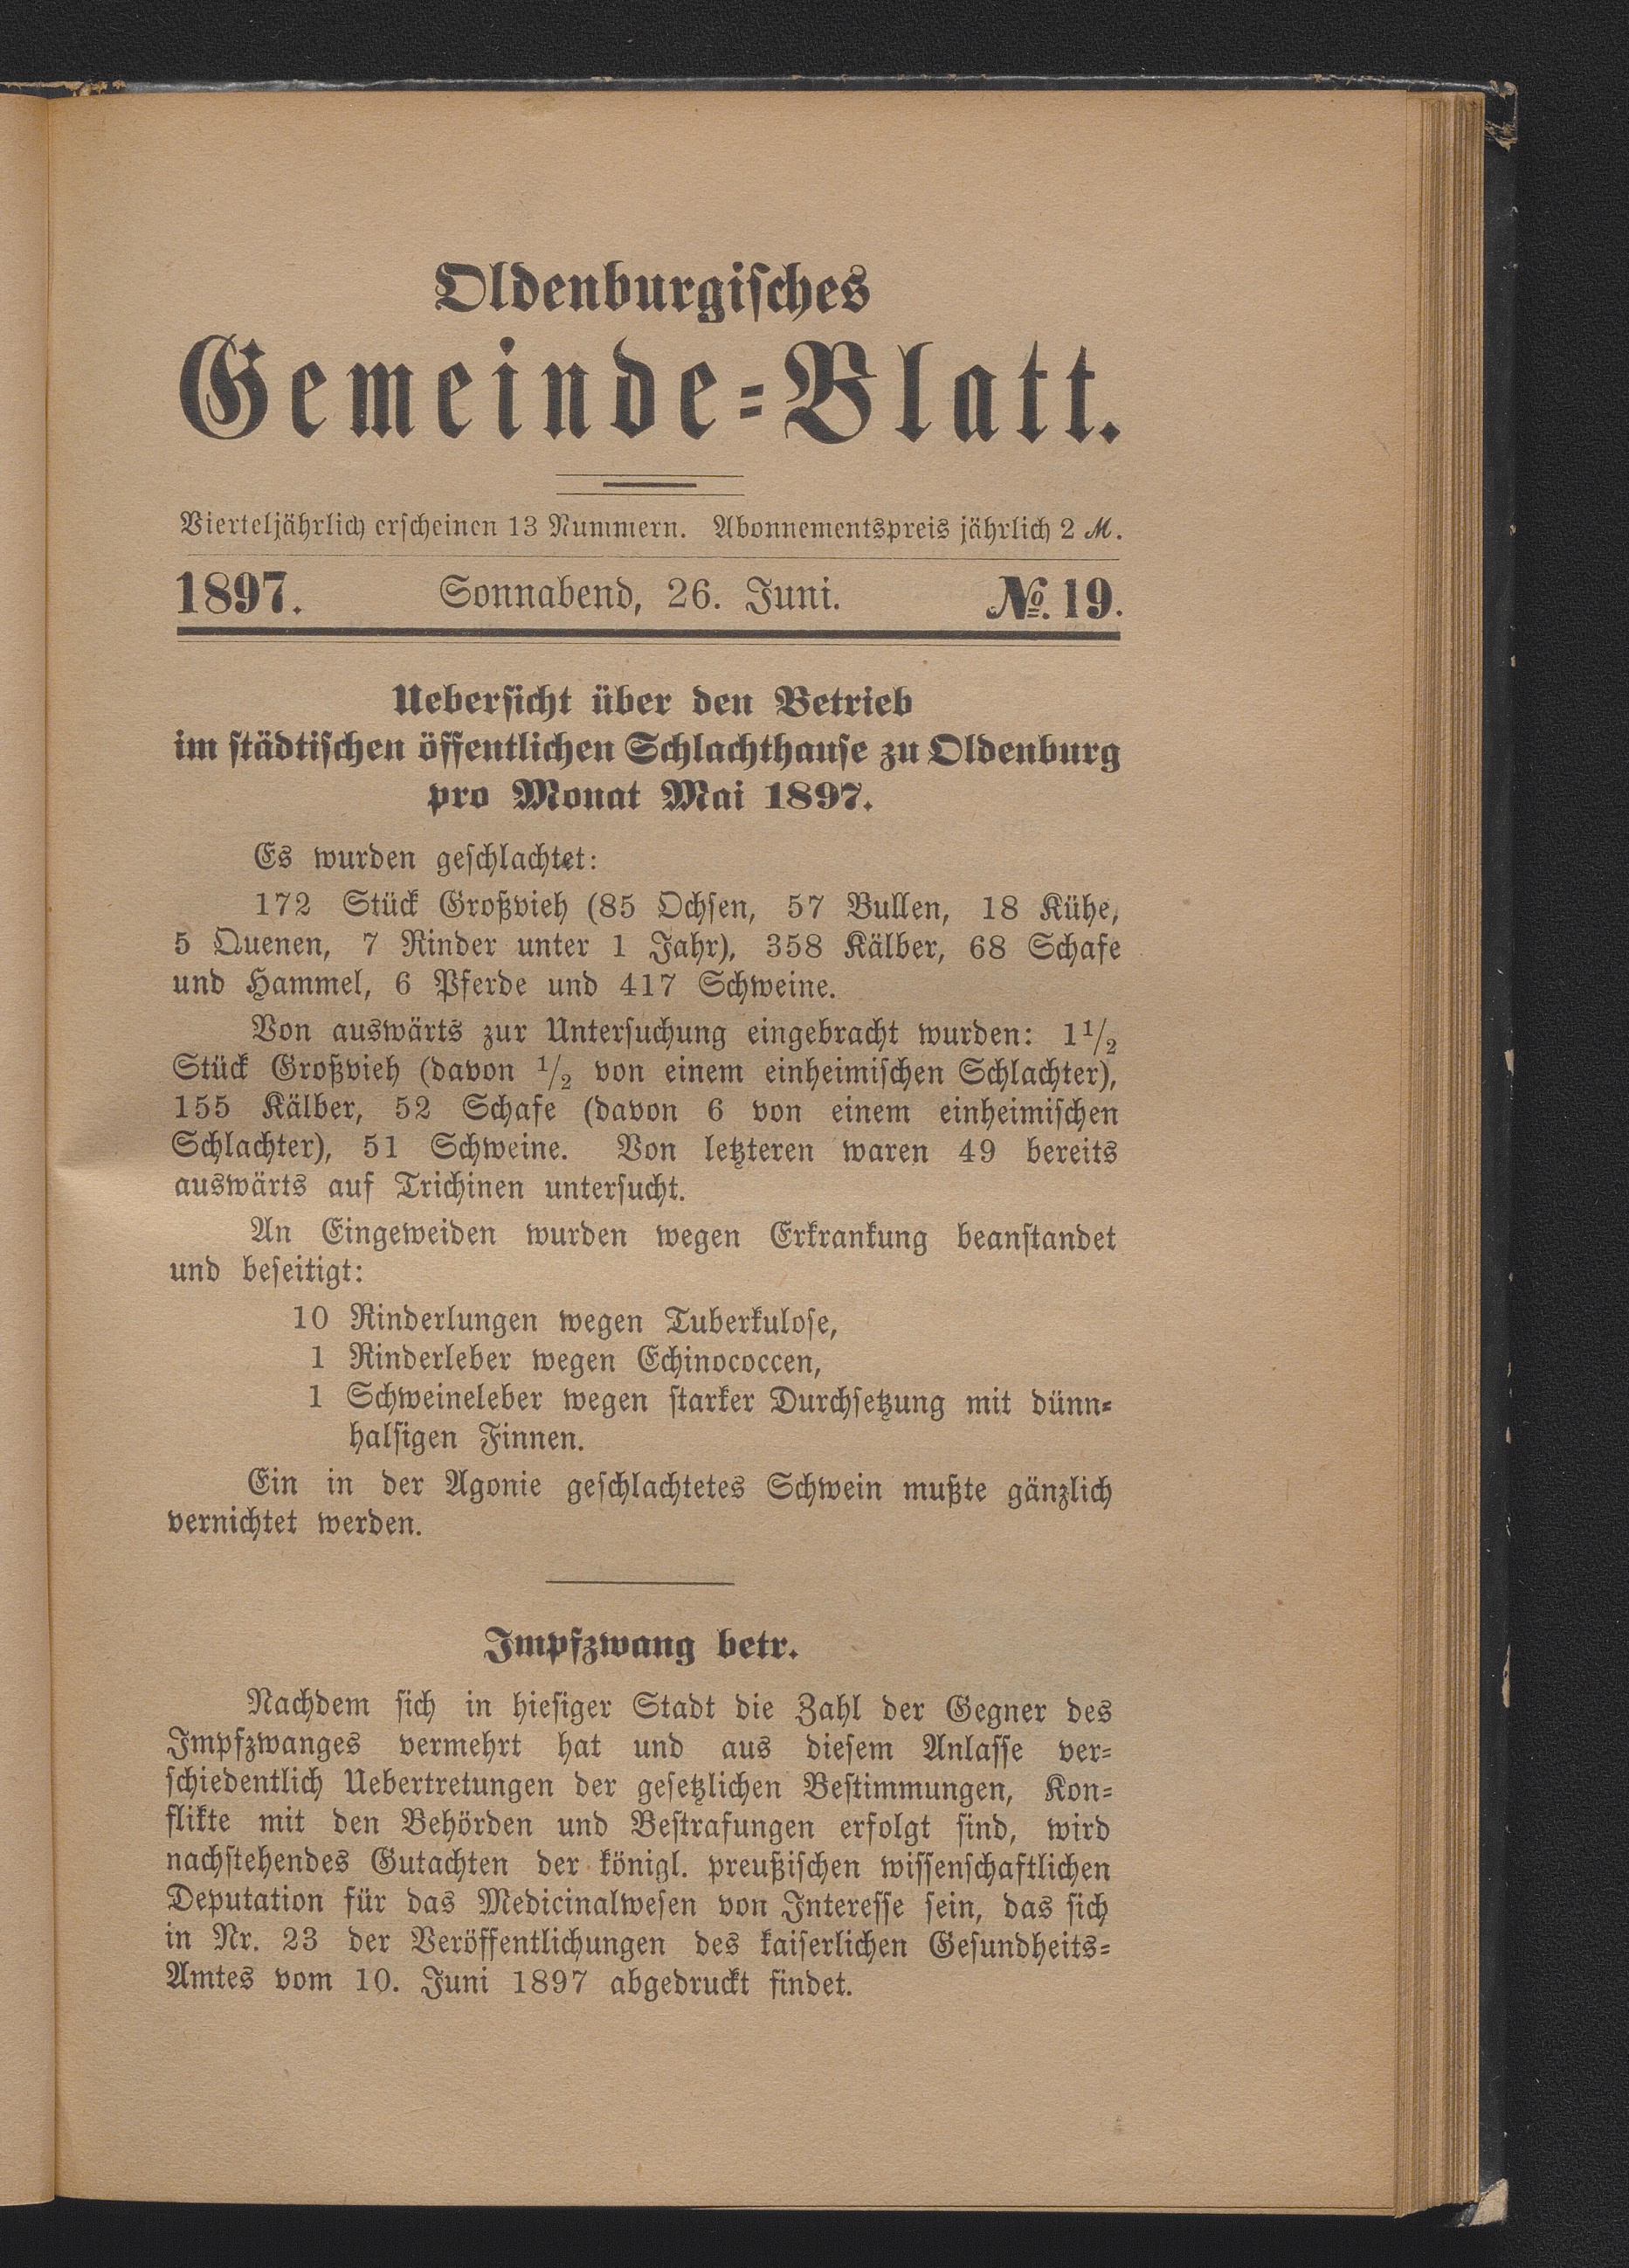 Oldenburgisches
Gemeinde-Blatt.
Vierteljährlich erscheinen 13 Nummern. Abonnementspreis jährlich 2 M.
1897. Sonnabend, 26. Juni. No. 19.
Uebersicht über den Betrieb
im städtischen öffentlichen Schlachthause zu Oldenburg
pro Monat Mai 1897.
Es wurden geschlachtet:
172 Stück Großvieh (85 Ochsen, 57 Bullen, 18 Kühe,
5 Quenen, 7 Rinder unter 1 Jahr), 358 Kälber, 68 Schafe
und Hammel, 6 Pferde und 417 Schweine.
Von auswärts zur Untersuchung eingebracht wurden: 1 1/2
Stück Großvieh (davon 1/2 von einem einheimischen Schlachter),
155 Kälber, 52 Schafe (davon 6 von einem einheimischen
Schlachter), 51 Schweine. Von letzteren waren 49 bereits
auswärts auf Trichinen untersucht.
An Eingeweiden wurden wegen Erkrankung beanstandet
und beseitigt:
10 Rinderlungen wegen Tuberkulose,
1 Rinderleber wegen Echinococcen,
1 Schweineleber wegen starker Durchsetzung mit dünn-
halsigen Finnen.
Ein in der Agonie geschlachtetes Schwein mußte gänzlich
vernichtet werden.
Impfzwang betr.
Nachdem sich in hiesiger Stadt die Zahl der Gegner des
Impfzwanges vermehrt hat und aus diesem Anlasse ver-
schiedentlich Uebertretungen der gesetzlichen Bestimmungen, Kon-
flikte mit den Behörden und Bestrafungen erfolgt sind, wird
nachstehendes Gutachten der königl. preußischen wissenschaftlichen
Deputation für das Medicinalwesen von Interesse sein, das sich
in Nr. 23 der Veröffentlichungen des kaiserlichen Gesundheits-
Amtes vom 10. Juni 1897 abgedruckt findet.